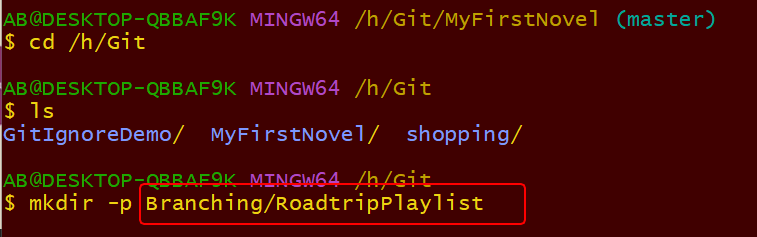 AB@DESKTOP-QBBAF9K MINGW64 /h/Git/MyFirstNovel (master)
$ cd /h/Git
AB@DESKTOP-QBBAF9K MINGW64 /h/Git
$ ls
GitIgnoreDemo/  MyFirstNovel/  shopping/
AB@DESKTOP-QBBAF9K MINGW64 /h/Git
$ mkdir -p Branching/RoadtripPlaylist